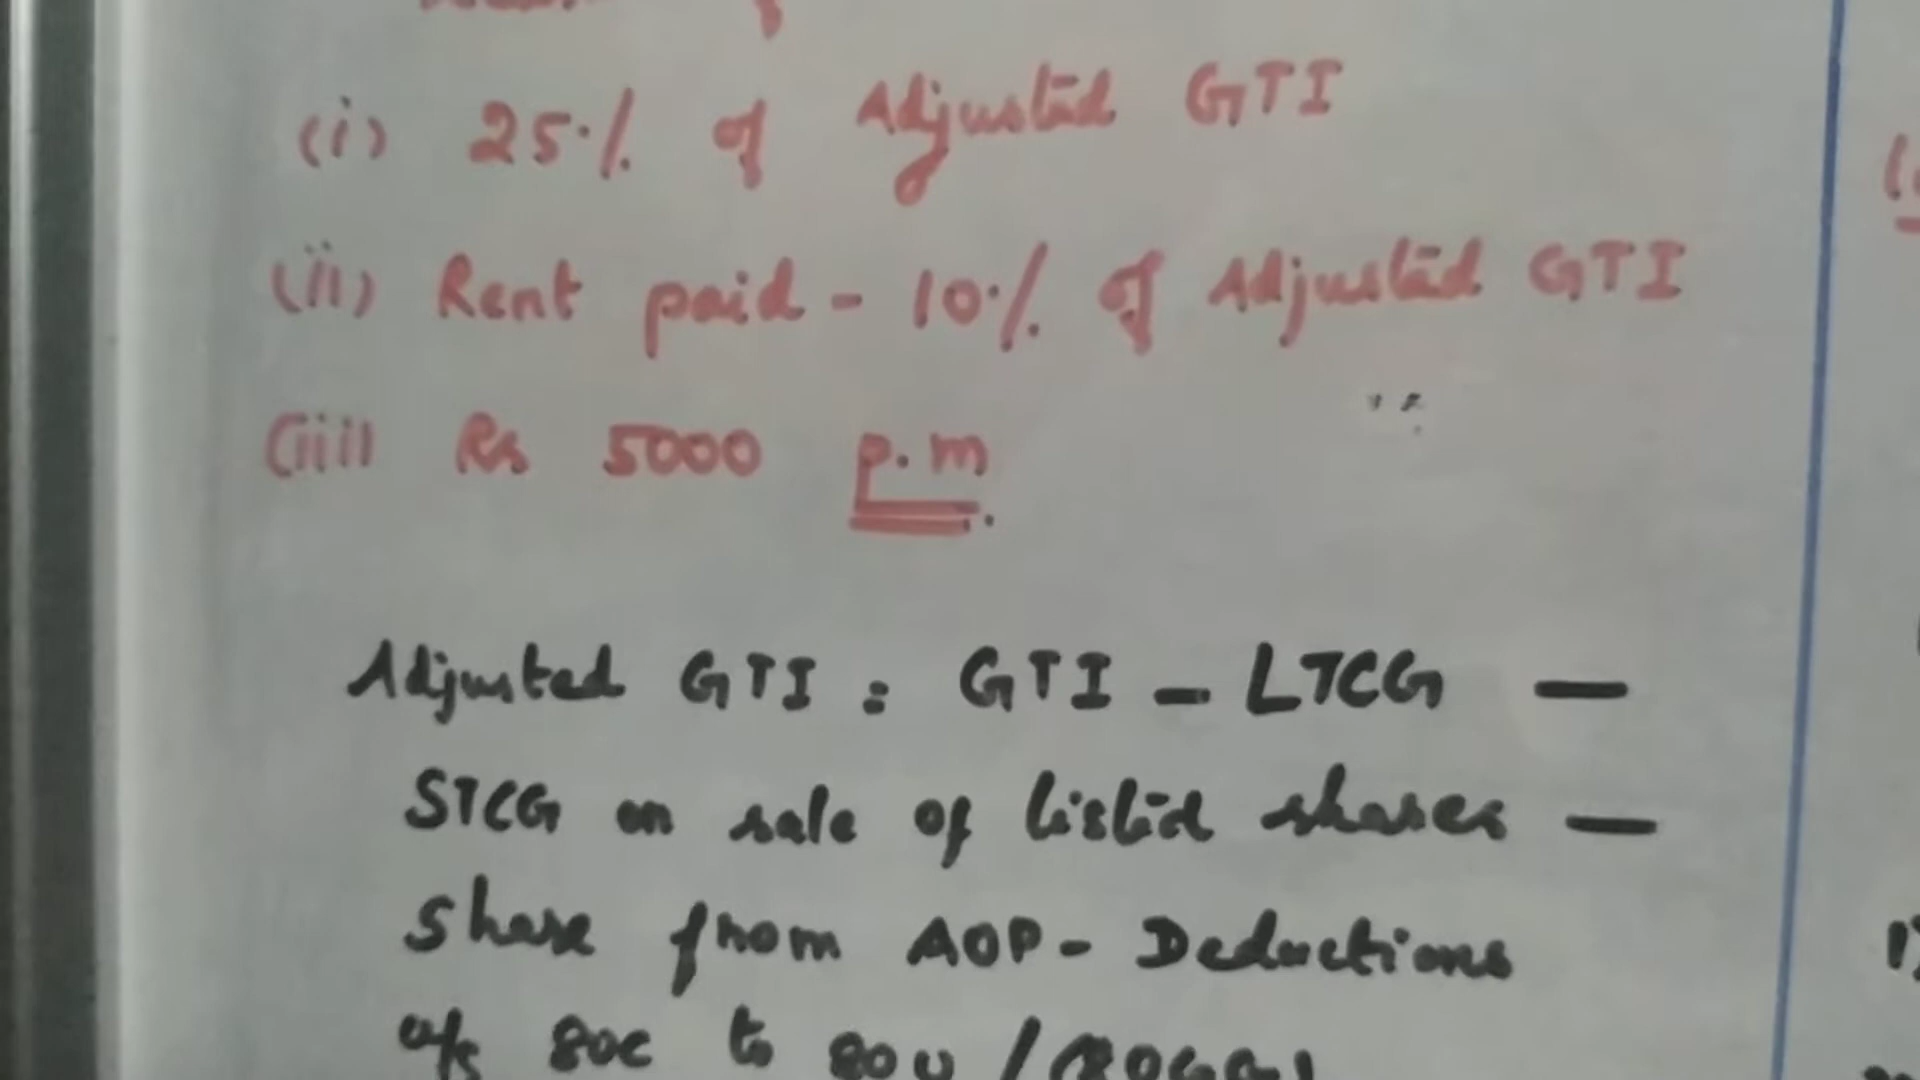 (i) 25% of Adjusted GTI
(ii) Rent paid - 10% of Adjusted GTI
(iii) Rs 5000 p.m.
Adjusted GTI : GTI - LTCG -
STCG on sale of listed shares -
share from AOP - Deductions
u/s 80C to 80U /